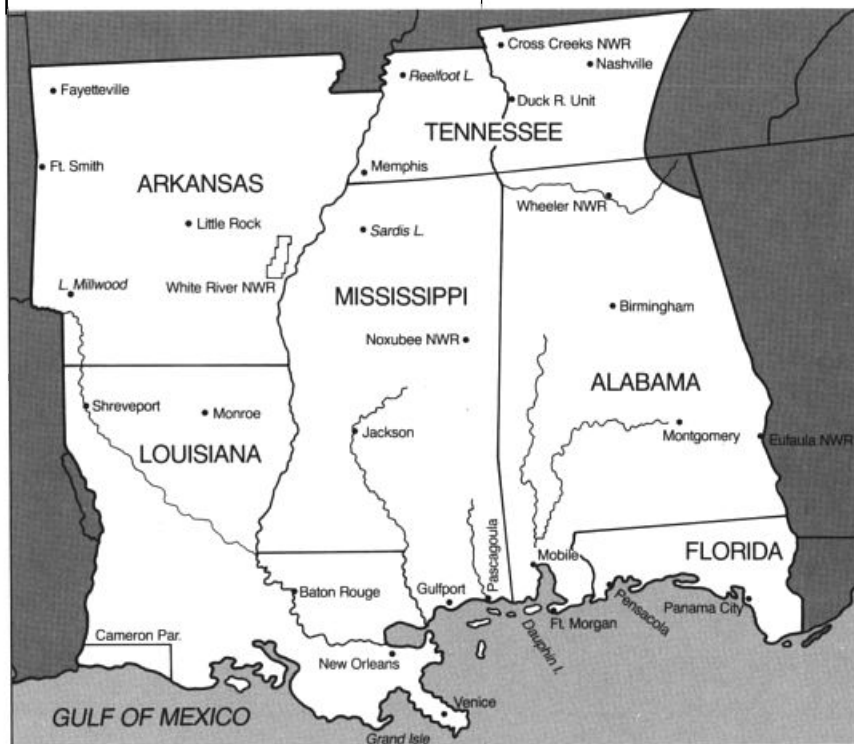 Cross Creeks NWR
Nashville
Reelfoot L.
Fayetteville
Duck R. Unit
TENNESSEE
Ft. Smith
Memphis
ARKANSAS
Wheeler NWR
Little Rock
Sardis L.
L. Millwood
White River NWR
MISSISSIPPI
Birmingham
Noxubee NWR
ALABAMA
Shreveport
Monroe
Jackson
Montgomery
Eufaula NWR
LOUISIANA
Pascagoula
Mobile
FLORIDA
Baton Rouge
Gulfport
Pensacola
Panama City
Ft. Morgan
Dauphin I.
Cameron Par.
New Orleans
Venice
GULF OF MEXICO
Grand Isle